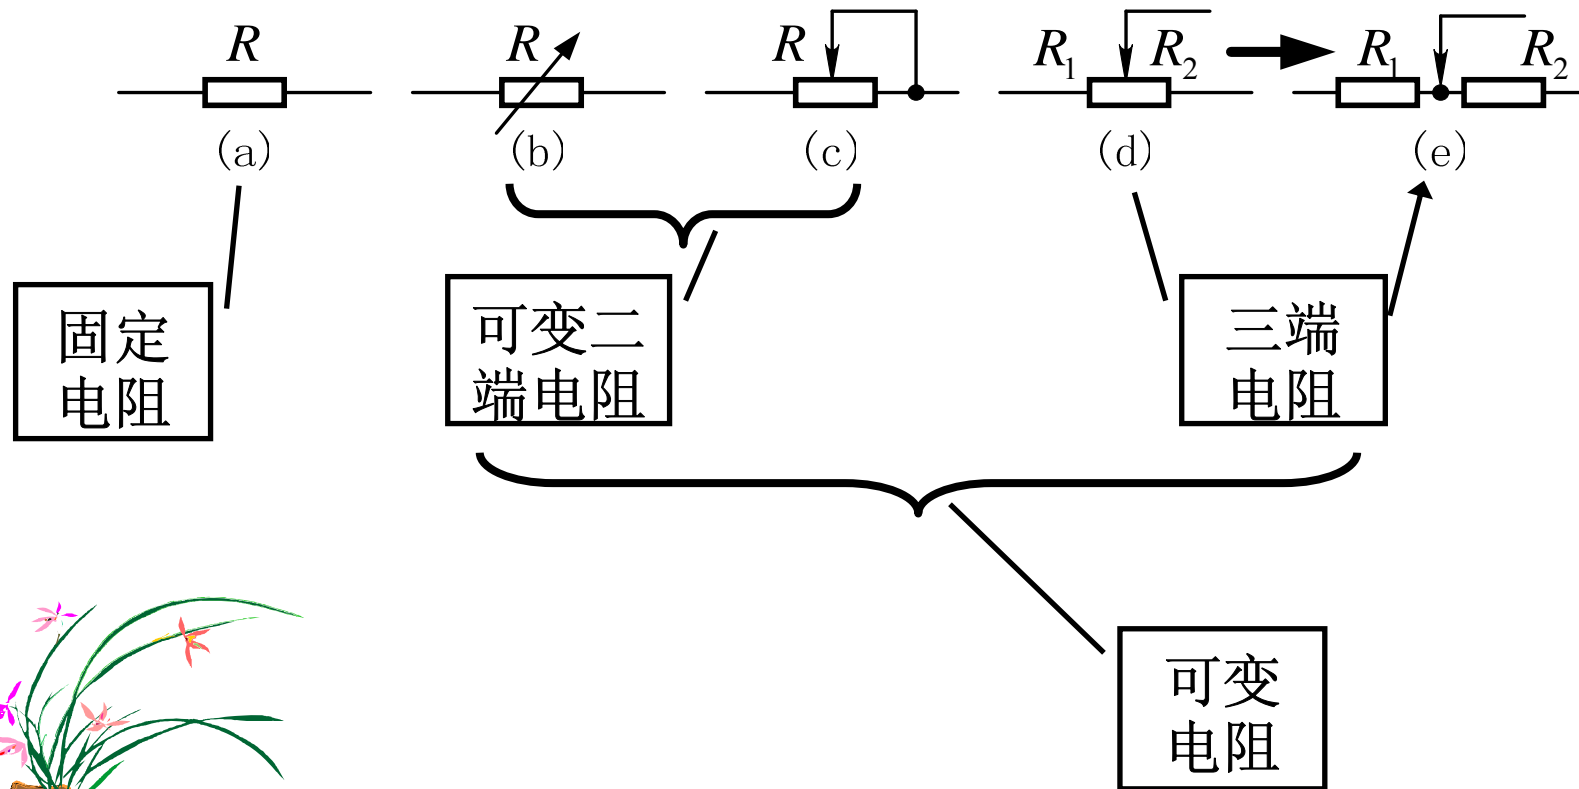 R R R R₁ R₂ R₁ R₂
(a) (b) (c) (d) (e)
固定
电阻
可变二
端电阻
三端
电阻
可变
电阻